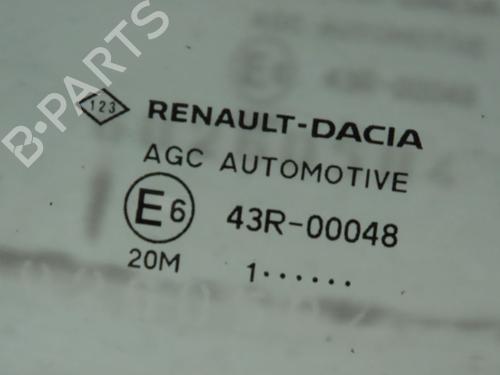 B-PARTS
123 RENAULT-DACIA
AGC AUTOMOTIVE
E6 43R-00048
20M 1......